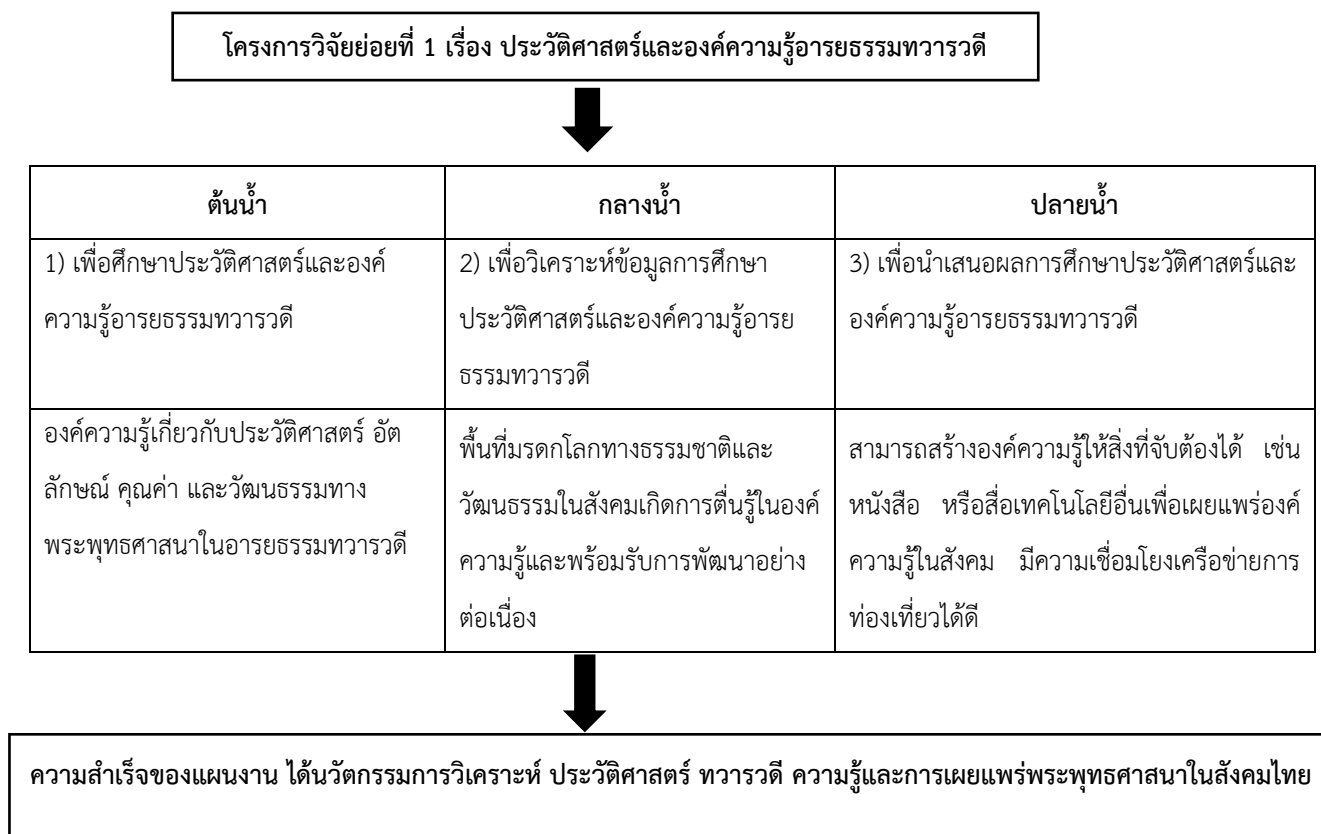 โครงการวิจัยย่อยที่ 1 เรื่อง ประวัติศาสตร์และองค์ความรู้อารยธรรมทวารวดี
ต้นน้ำ
กลางน้ำ
ปลายน้ำ
1) เพื่อศึกษาประวัติศาสตร์และองค์
ความรู้อารยธรรมทวารวดี
2) เพื่อวิเคราะห์ข้อมูลการศึกษา
ประวัติศาสตร์และองค์ความรู้อารย
ธรรมทวารวดี
3) เพื่อนำเสนอผลการศึกษาประวัติศาสตร์และ
องค์ความรู้อารยธรรมทวารวดี
องค์ความรู้เกี่ยวกับประวัติศาสตร์ อัต
ลักษณ์ คุณค่า และวัฒนธรรมทาง
พระพุทธศาสนาในอารยธรรมทวารวดี
พื้นที่มรดกโลกทางธรรมชาติและ
วัฒนธรรมในสังคมเกิดการตื่นรู้ในองค์
ความรู้และพร้อมรับการพัฒนาอย่าง
ต่อเนื่อง
สามารถสร้างองค์ความรู้ให้สิ่งที่จับต้องได้ เช่น
หนังสือ หรือสื่อเทคโนโลยีอื่นเพื่อเผยแพร่องค์
ความรู้ในสังคม มีความเชื่อมโยงเครือข่ายการ
ท่องเที่ยวได้ดี
ความสำเร็จของแผนงาน ได้นวัตกรรมการวิเคราะห์ ประวัติศาสตร์ ทวารวดี ความรู้และการเผยแพร่พระพุทธศาสนาในสังคมไทย